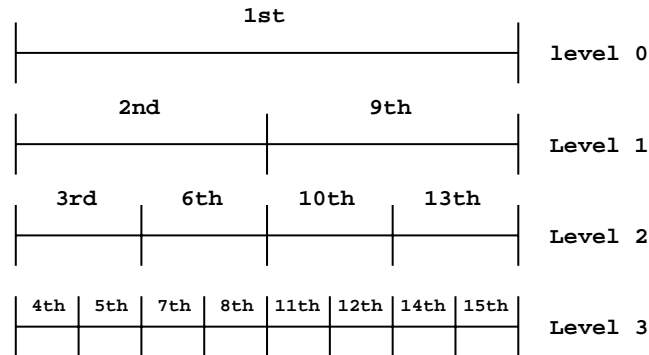 1st
level 0
2nd 9th
Level 1
3rd 6th 10th 13th
Level 2
4th 5th 7th 8th 11th 12th 14th 15th
Level 3